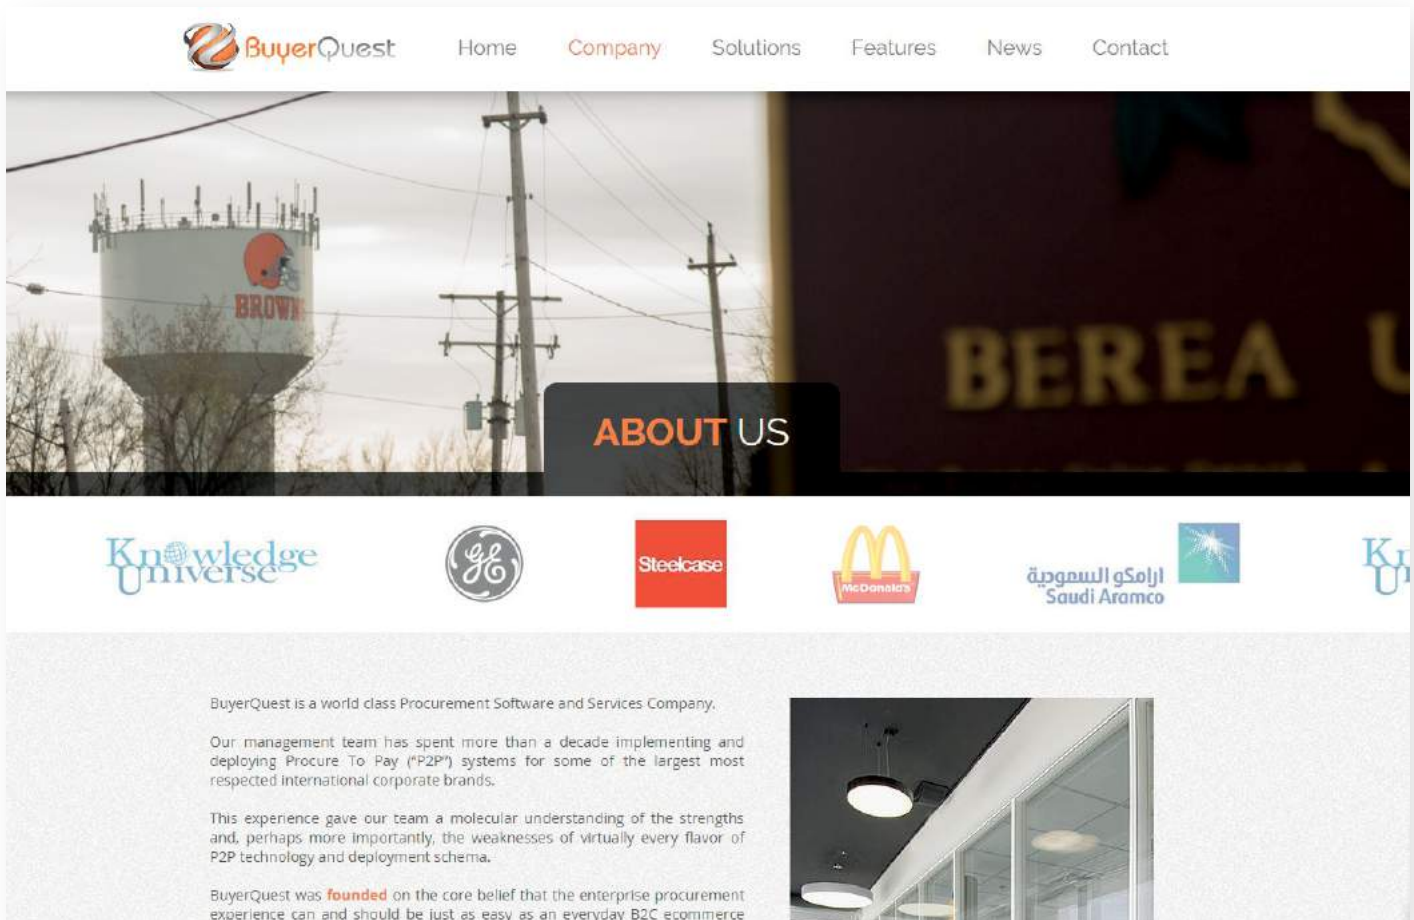 BuyerQuest
Home Company Solutions Features News Contact
BROWNS
BEREA U
ABOUT US
Knowledge
Universe
GE
Steelcase
McDonald's
ارامكو السعودية
Saudi Aramco
Kn
Un
BuyerQuest is a world class Procurement Software and Services Company.
Our management team has spent more than a decade implementing and
deploying Procure To Pay ("P2P") systems for some of the largest most
respected international corporate brands.
This experience gave our team a molecular understanding of the strengths
and, perhaps more importantly, the weaknesses of virtually every flavor of
P2P technology and deployment schema.
BuyerQuest was founded on the core belief that the enterprise procurement
experience can and should be just as easy as an everyday B2C ecommerce